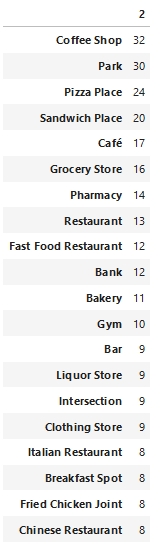 2
Coffee Shop 32
Park 30
Pizza Place 24
Sandwich Place 20
Café 17
Grocery Store 16
Pharmacy 14
Restaurant 13
Fast Food Restaurant 12
Bank 12
Bakery 11
Gym 10
Bar 9
Liquor Store 9
Intersection 9
Clothing Store 9
Italian Restaurant 8
Breakfast Spot 8
Fried Chicken Joint 8
Chinese Restaurant 8